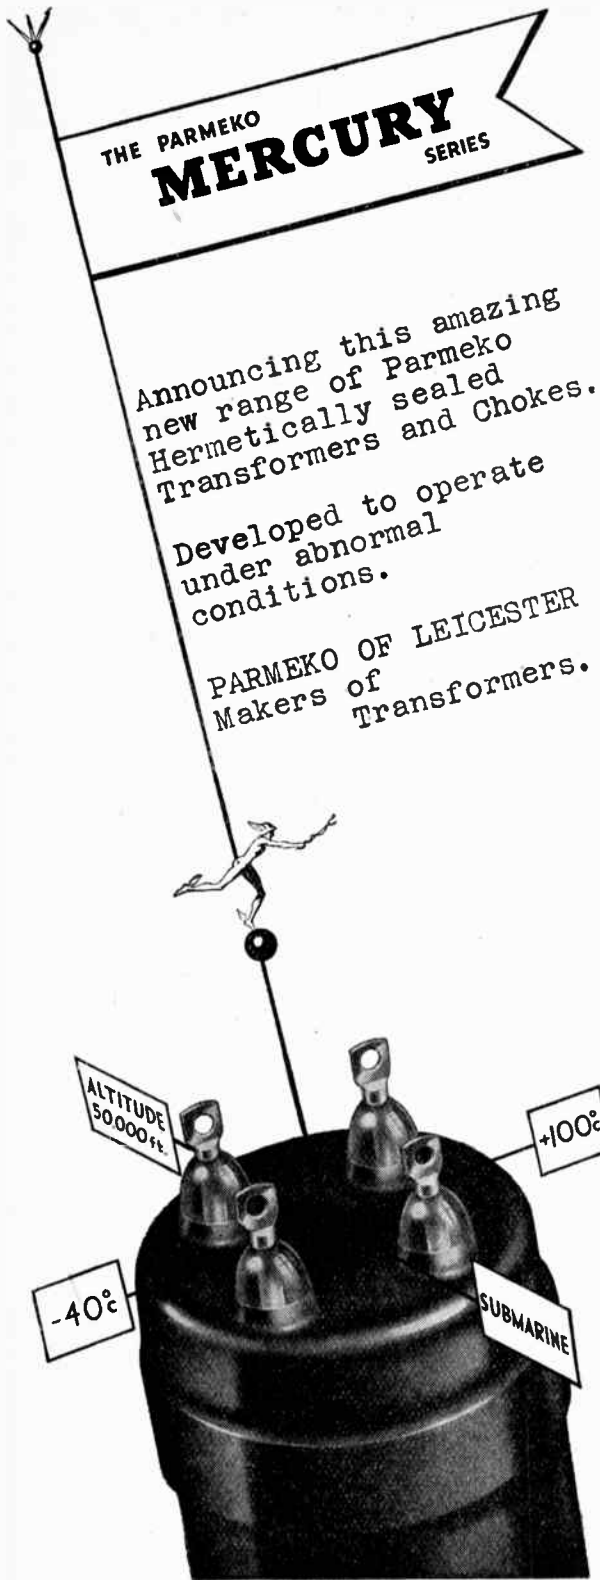 THE PARMEKO
MERCURY
SERIES
Announcing this amazing
new range of Parmeko
Hermetically sealed
Transformers and Chokes.
Developed to operate
under abnormal
conditions.
PARMEKO OF LEICESTER
Makers of
Transformers.
ALTITUDE
50,000 ft.
+100°c
-40°c
SUBMARINE